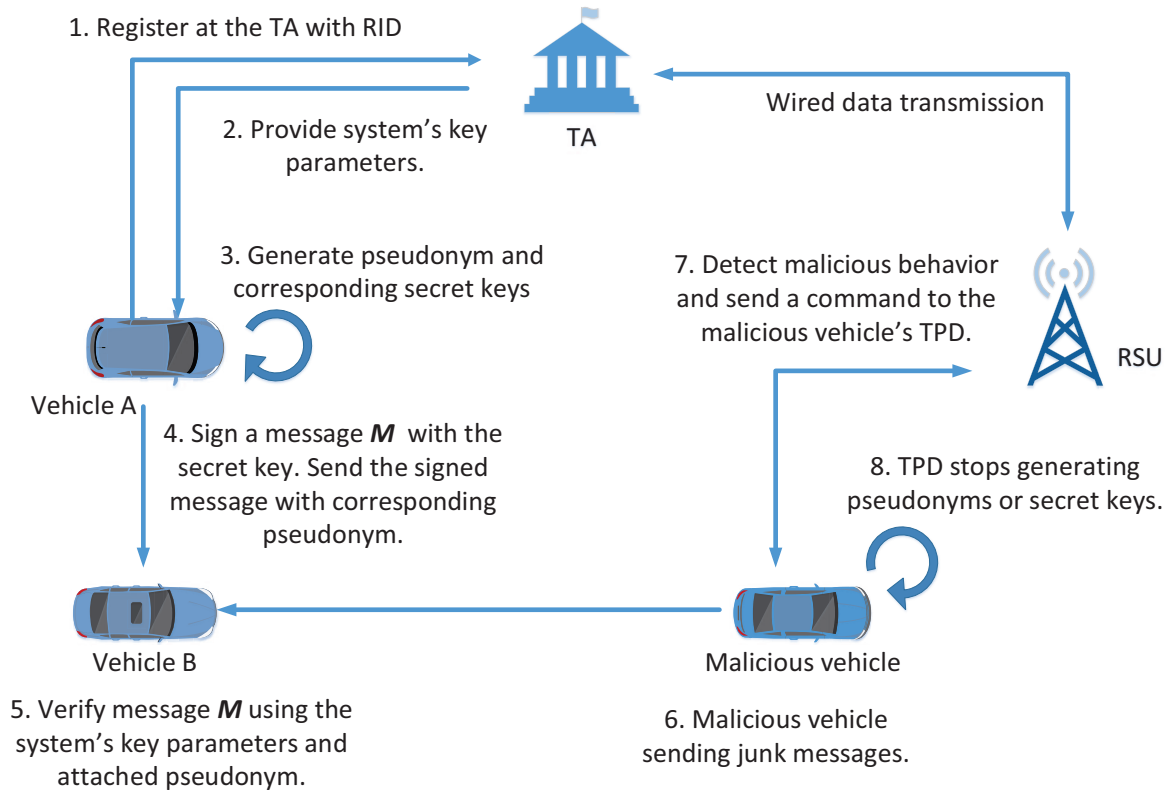 1. Register at the TA with RID
TA
Wired data transmission
2. Provide system's key
parameters.
3. Generate pseudonym and
corresponding secret keys
7. Detect malicious behavior
and send a command to the
malicious vehicle's TPD.
RSU
Vehicle A
4. Sign a message M with the
secret key. Send the signed
message with corresponding
pseudonym.
8. TPD stops generating
pseudonyms or secret keys.
Vehicle B
Malicious vehicle
5. Verify message M using the
system's key parameters and
attached pseudonym.
6. Malicious vehicle
sending junk messages.